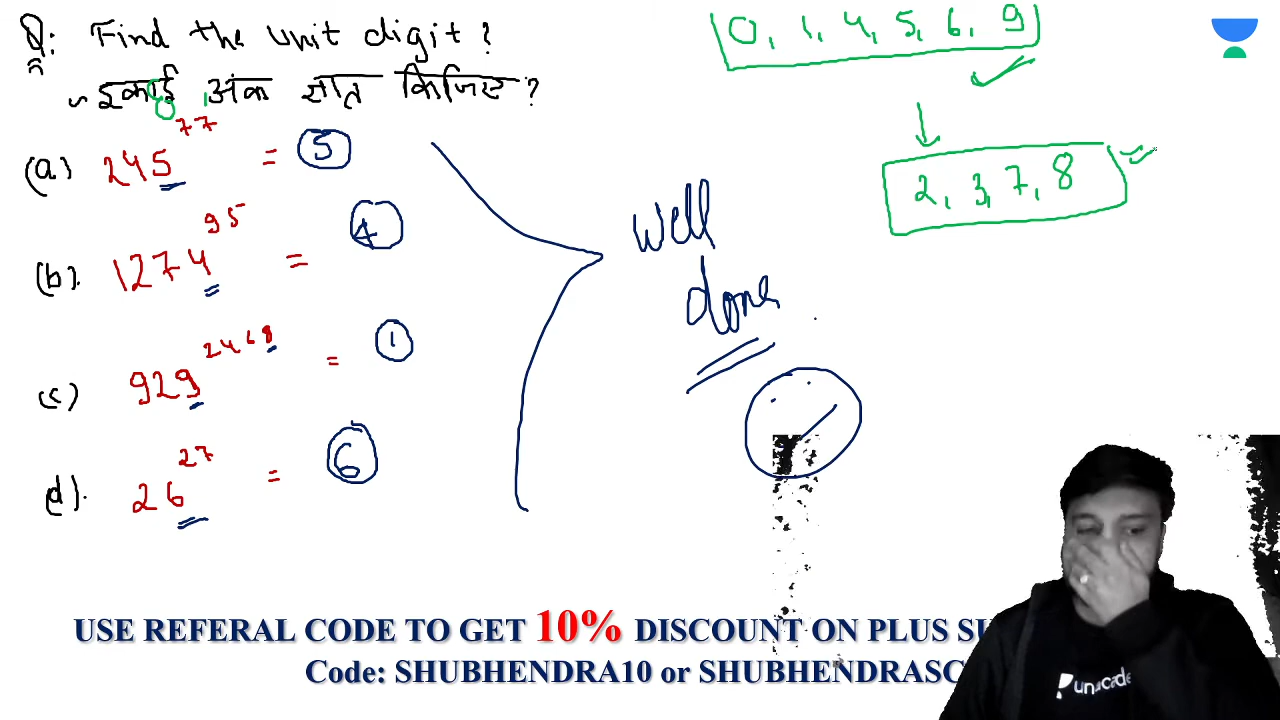 Q: Find the unit digit?
इकाई अंक ज्ञात किजिए?
(a) 245^77 = 5
(b). 1274^95 = 4
(c) 929^2468 = 1
(d). 26^27 = 6
well
done
0, 1, 4, 5, 6, 9
2, 3, 7, 8
USE REFERAL CODE TO GET 10% DISCOUNT ON PLUS
Code: SHUBHENDRA10 or SHUBHENDRASC
unacade